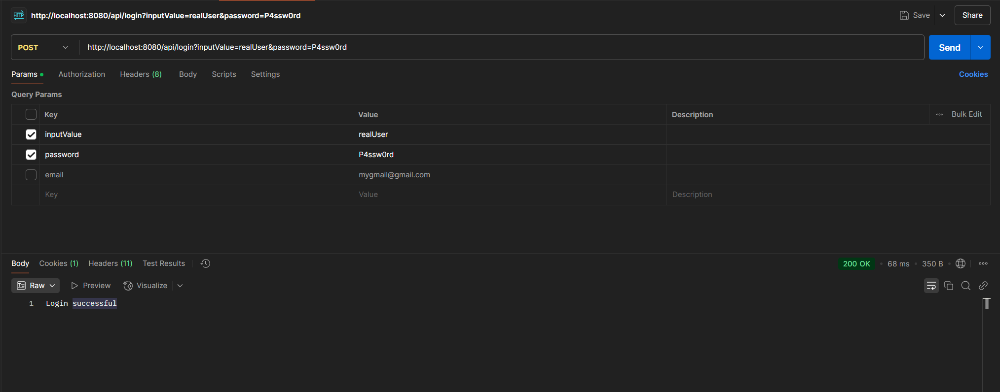 HTTP http://localhost:8080/api/login?inputValue=realUser&password=P4ssw0rd Save Share
POST http://localhost:8080/api/login?inputValue=realUser&password=P4ssw0rd Send
Params Authorization Headers (8) Body Scripts Settings Cookies
Query Params
Key Value Description Bulk Edit
inputValue realUser
password P4ssw0rd
email mygmail@gmail.com
Key Value Description
Body Cookies (1) Headers (11) Test Results 200 OK 68 ms 350 B
Raw Preview Visualize
1 Login successful